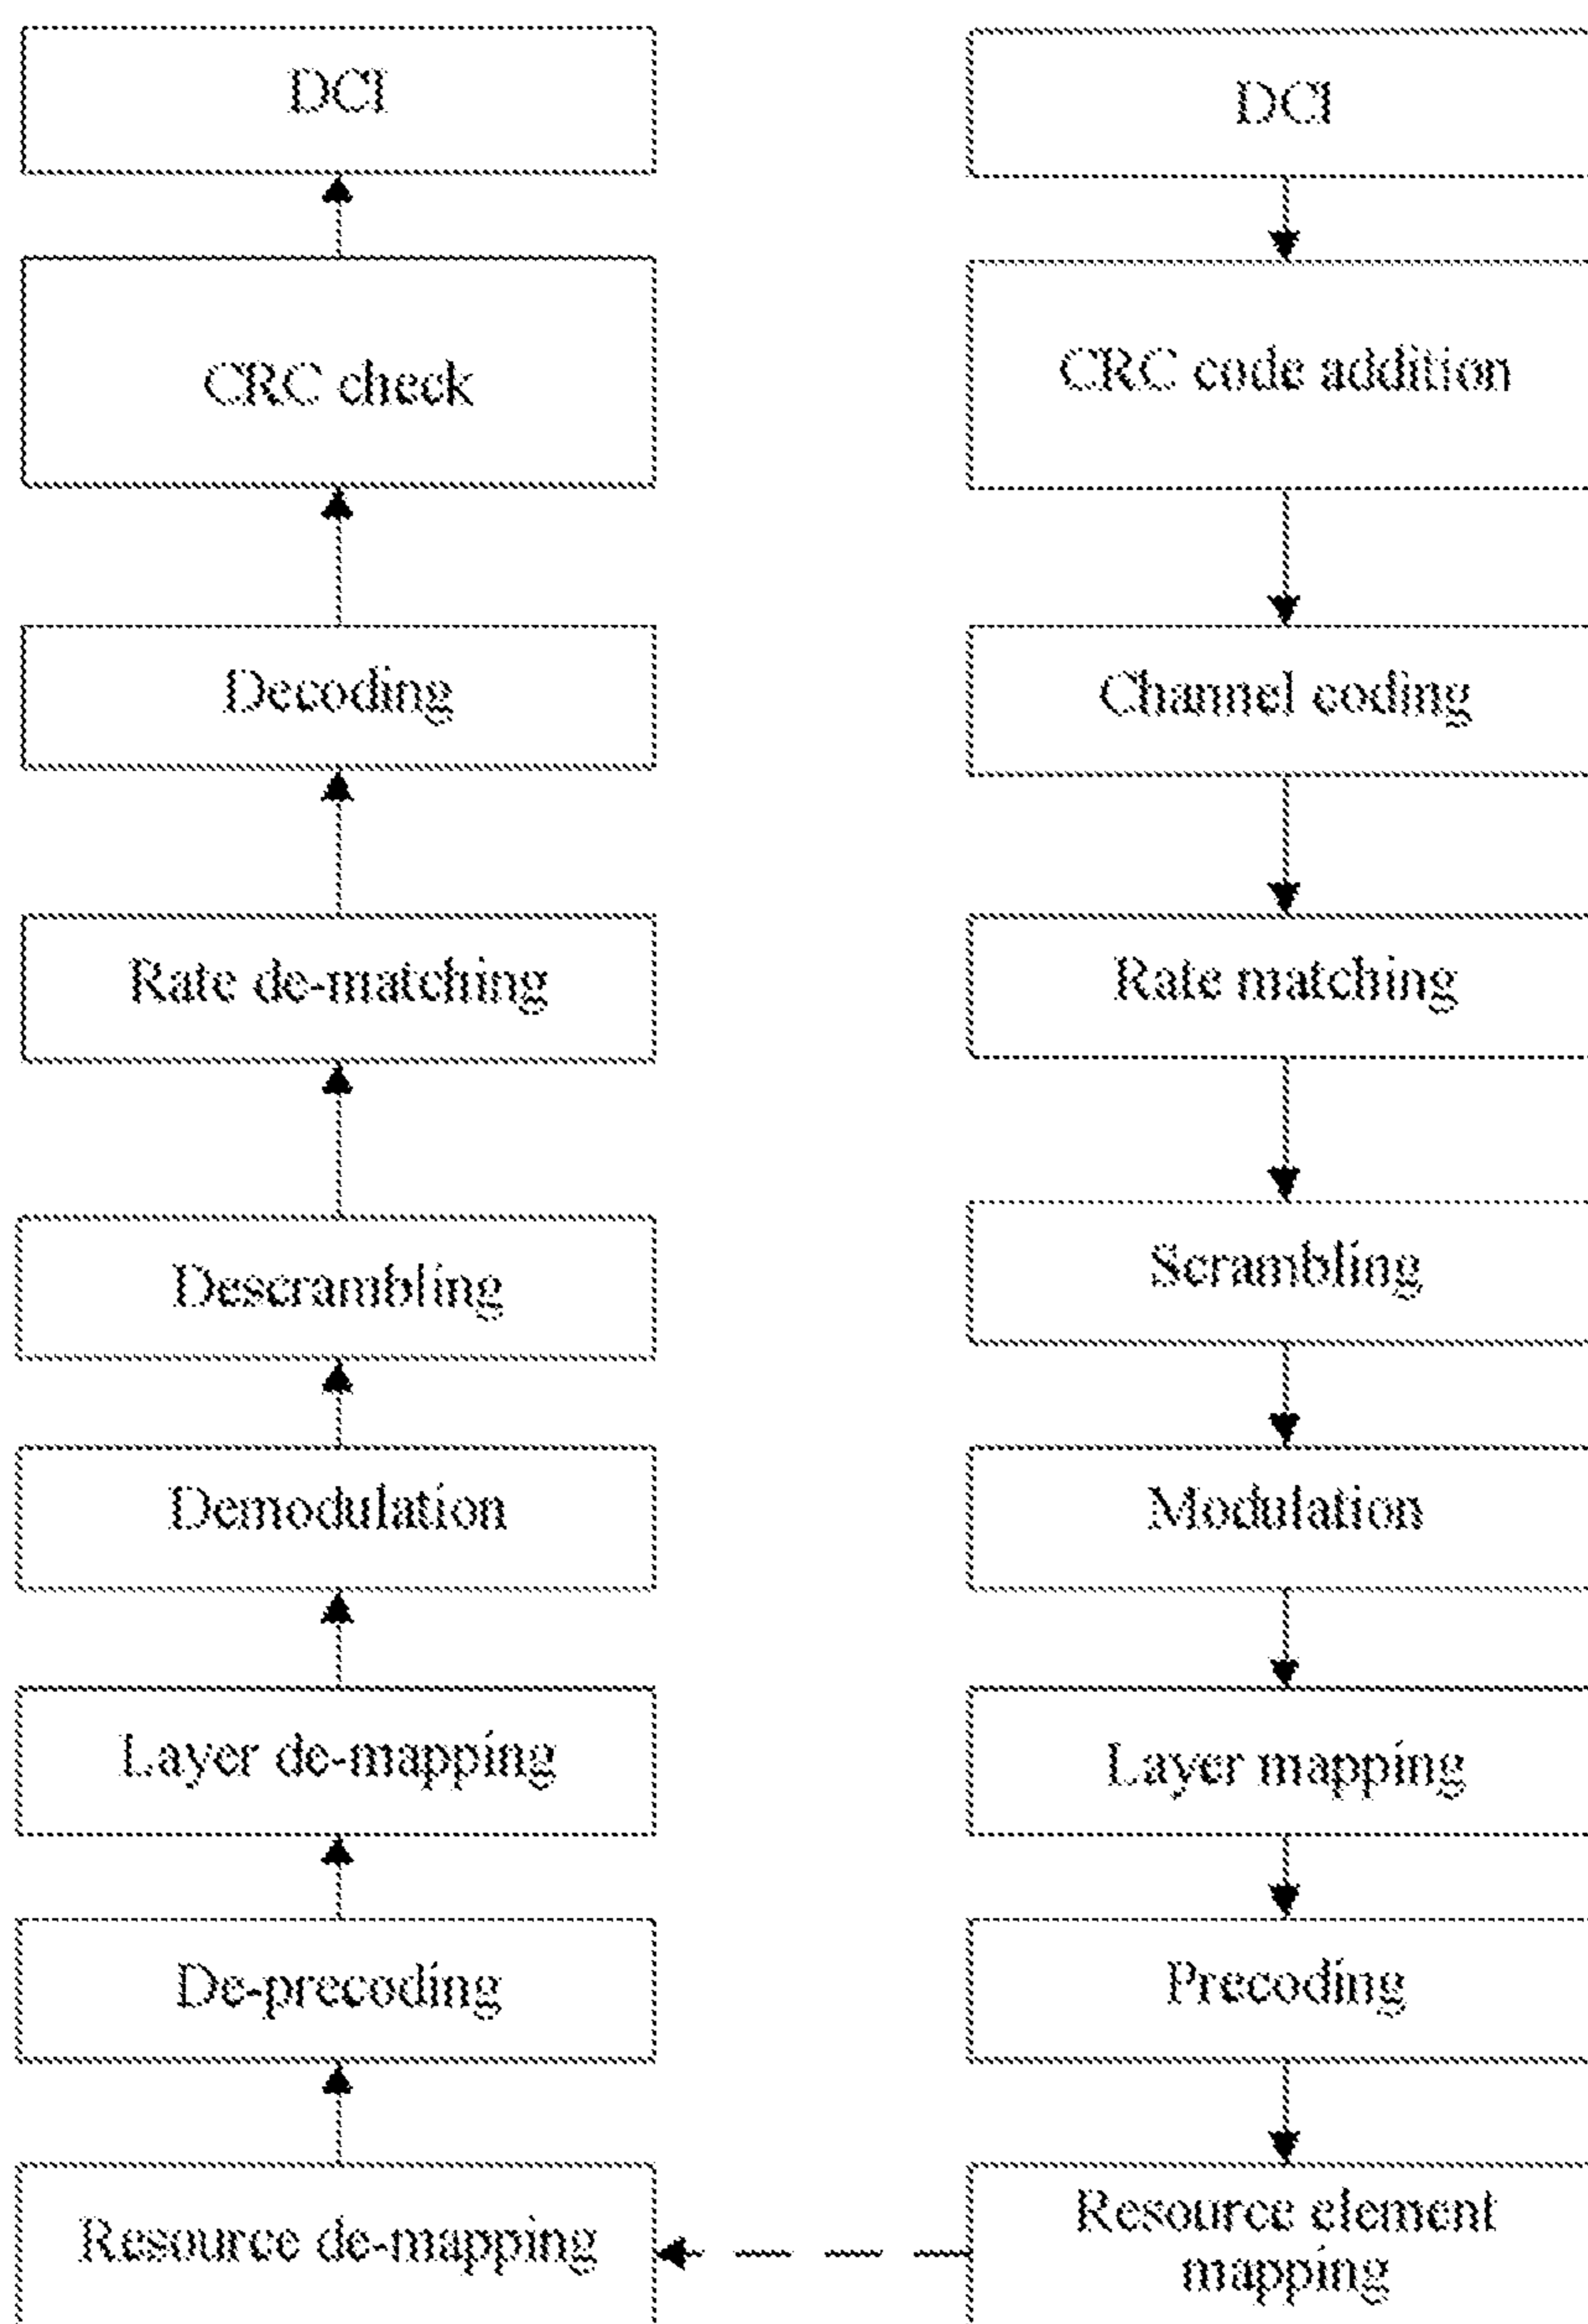 DCI
CRC check
Decoding
Rate de-matching
Descrambling
Demodulation
Layer de-mapping
De-precoding
Resource de-mapping
DCI
CRC code addition
Channel coding
Rate matching
Scrambling
Modulation
Layer mapping
Precoding
Resource element
mapping